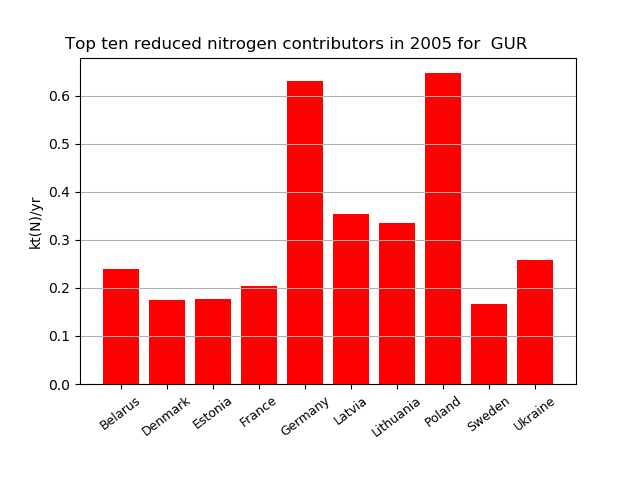 Top ten reduced nitrogen contributors in 2005 for  GUR
kt(N)/yr
0.6
0.5
0.4
0.3
0.2
0.1
0.0
Belarus
Denmark
Estonia
France
Germany
Latvia
Lithuania
Poland
Sweden
Ukraine